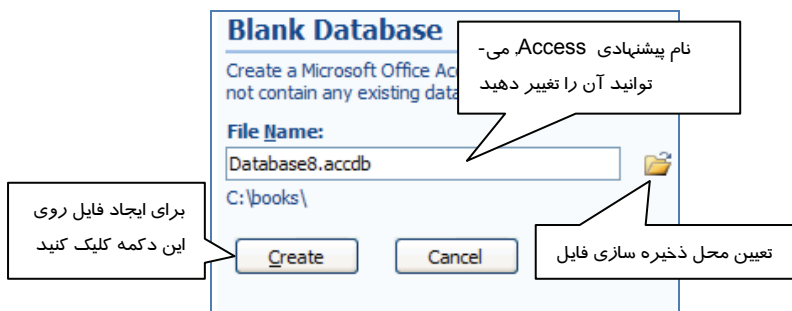 Blank Database
نام پیشنهادی Access, می-
توانید آن را تغییر دهید
Create a Microsoft Office Ac
not contain any existing data
File Name:
Database8.accdb
C:\books\
برای ایجاد فایل روی
این دکمه کلیک کنید
Create
Cancel
تعیین محل ذخیره سازی فایل